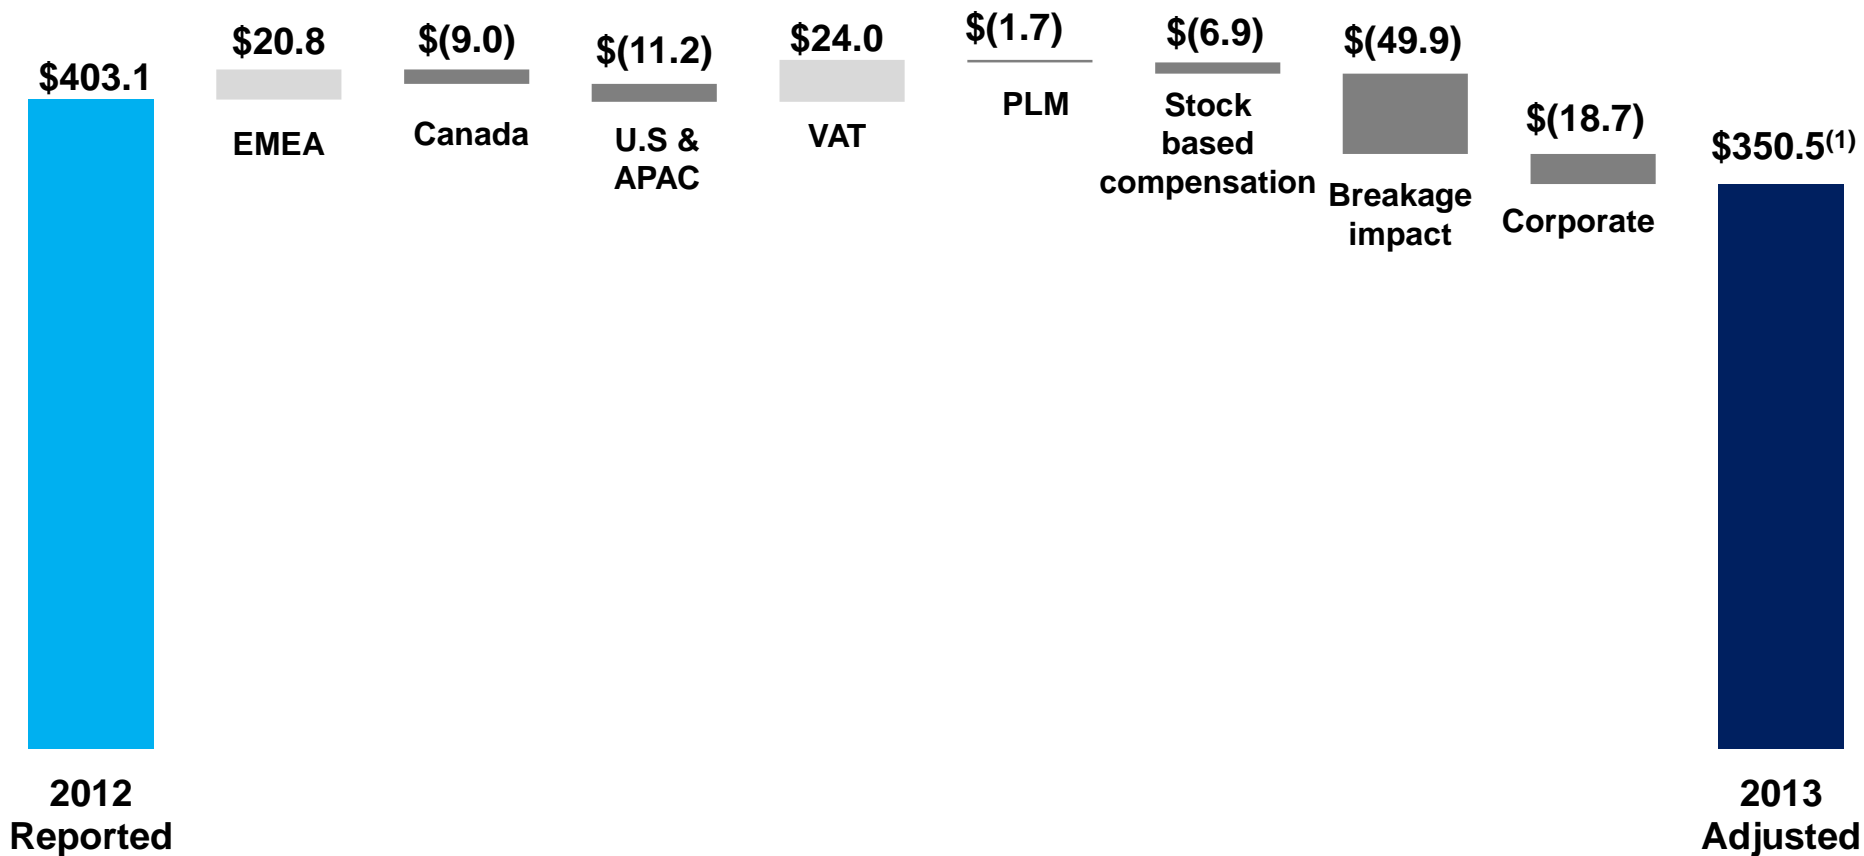 $403.1
$20.8
EMEA
$(9.0)
Canada
$(11.2)
U.S &
APAC
$24.0
VAT
$(1.7)
PLM
$(6.9)
Stock
based
compensation
$(49.9)
Breakage
impact
$(18.7)
Corporate
$350.5(1)
2012
Reported
2013
Adjusted